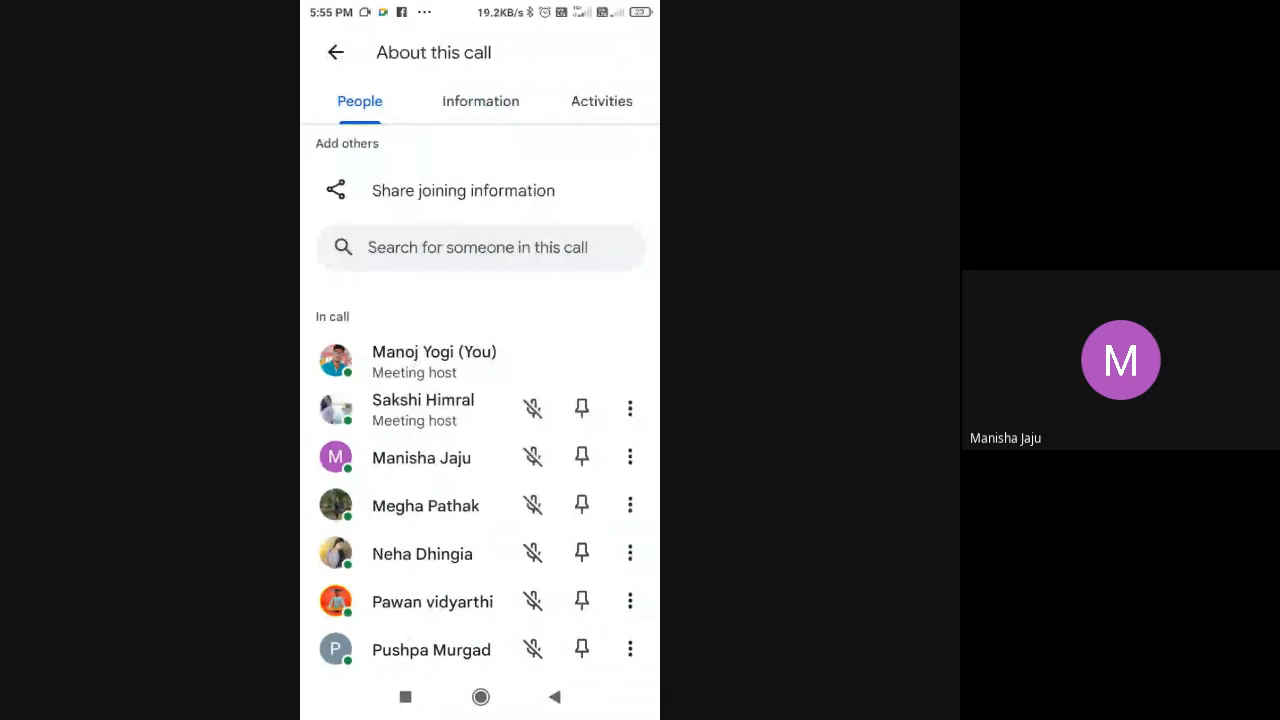 5:55 PM 19.2KB/s 23
About this call
People Information Activities
Add others
Share joining information
Search for someone in this call
In call
Manoj Yogi (You)
Meeting host
Sakshi Himral
Meeting host
M Manisha Jaju
Megha Pathak
Neha Dhingia
Pawan vidyarthi
P Pushpa Murgad
M
Manisha Jaju